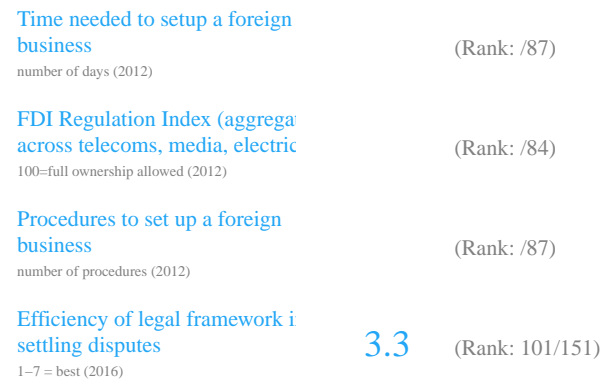 Time needed to setup a foreign
business
(Rank: /87)
number of days (2012)
FDI Regulation Index
across telecoms, media,
(Rank: /84)
100=full ownership allowed (2012)
Procedures to set up a foreign
business
(Rank: /87)
number of procedures (2012)
Efficiency of legal framework
settling disputes
3.3 (Rank: 101/151)
1–7 = best (2016)